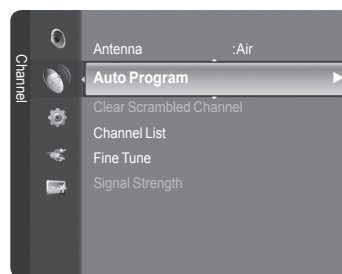 Channel
Antenna :Air
Auto Program
Clear Scrambled Channel
Channel List
Fine Tune
Signal Strength